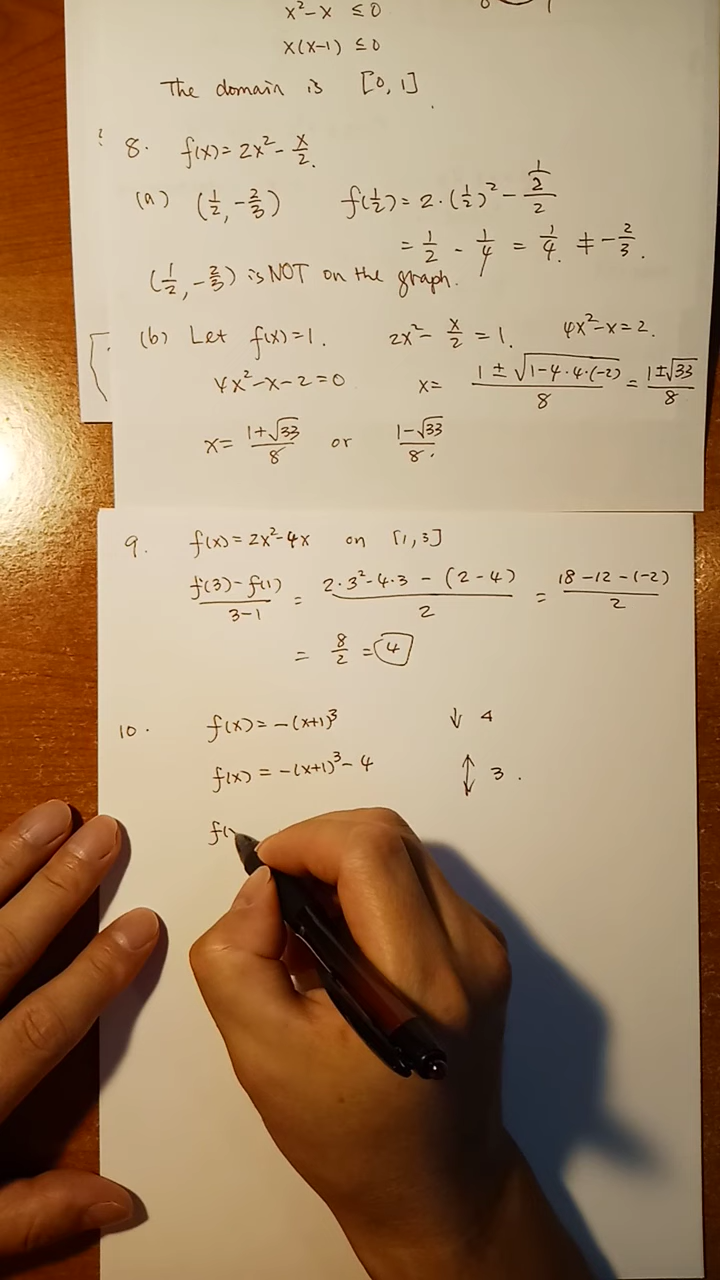 x²-x ≤0
0 1
x(x-1) ≤0
The domain is [0,1].
8. f(x)=2x²-x/2.
(a) (1/2,-2/3) f(1/2)=2·(1/2)²-(1/2)/2
=1/2-1/4=1/4≠-2/3.
(1/2,-2/3) is NOT on the graph.
(b) Let f(x)=1. 2x²-x/2=1. 4x²-x=2.
4x²-x-2=0 x=(1±√(1-4·4·(-2)))/8=(1±√33)/8
x=(1+√33)/8 or (1-√33)/8.
9. f(x)=2x²-4x on [1,3]
(f(3)-f(1))/(3-1) = (2·3²-4·3-(2-4))/2 = (18-12-(-2))/2
= 8/2 = 4
10. f(x)=-(x+1)³ ↓ 4
f(x)=-(x+1)³-4 ↕ 3.
f(